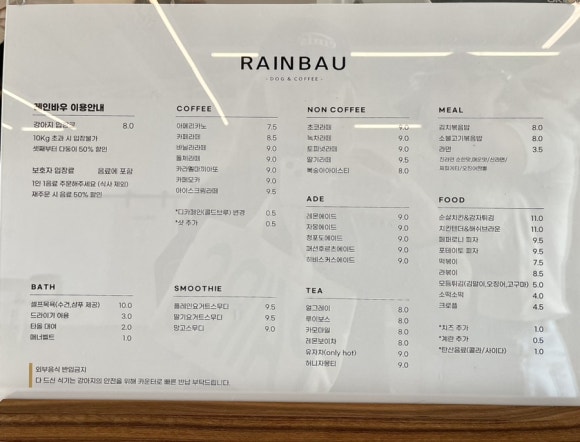 RAINBAU
- DOG & COFFEE -
레인바우 이용안내
강아지 입장료 8.0
10Kg 초과 시 입장불가
셋째부터 다둥이 50% 할인
보호자 입장료 음료에 포함
1인 1음료 주문해주세요 (식사 제외)
재주문 시 음료 50% 할인
COFFEE
아메리카노 7.5
카페라떼 8.5
바닐라라떼 9.0
돌체라떼 9.0
카라멜마끼아또 9.0
카페모카 9.0
아이스크림라떼 9.5
*디카페인(콜드브루) 변경 0.5
*샷 추가 0.5
NON COFFEE
초코라떼 9.0
녹차라떼 9.0
토피넛라떼 9.0
딸기라떼 9.5
복숭아아이스티 8.0
ADE
레몬에이드 9.0
자몽에이드 9.0
청포도에이드 9.0
패션후르츠에이드 9.0
히비스커스에이드 9.0
MEAL
김치볶음밥 8.0
소불고기볶음밥 8.0
라면 3.5
FOOD
순살치킨&감자튀김 11.0
치킨텐더&해쉬브라운 11.0
페퍼로니 피자 9.5
포테이토 피자 9.5
떡볶이 7.5
라볶이 8.5
모듬튀김(김말이,오징어,고구마) 5.0
소떡소떡 4.0
크로플 4.5
*치즈 추가 1.0
*계란 추가 0.5
*탄산음료(콜라/사이다) 1.0
BATH
셀프목욕(수건,샴푸 제공) 10.0
드라이기 이용 3.0
타올 대여 2.0
매너벨트 1.0
SMOOTHIE
플레인요거트스무디 9.5
딸기요거트스무디 9.5
망고스무디 9.0
TEA
얼그레이 8.0
루이보스 8.0
카모마일 8.0
레몬보이차 8.0
유자차(only hot) 9.0
허니자몽티 9.0
외부음식 반입금지
다 드신 식기는 강아지의 안전을 위해 카운터로 빠른 반납 부탁드립니다.